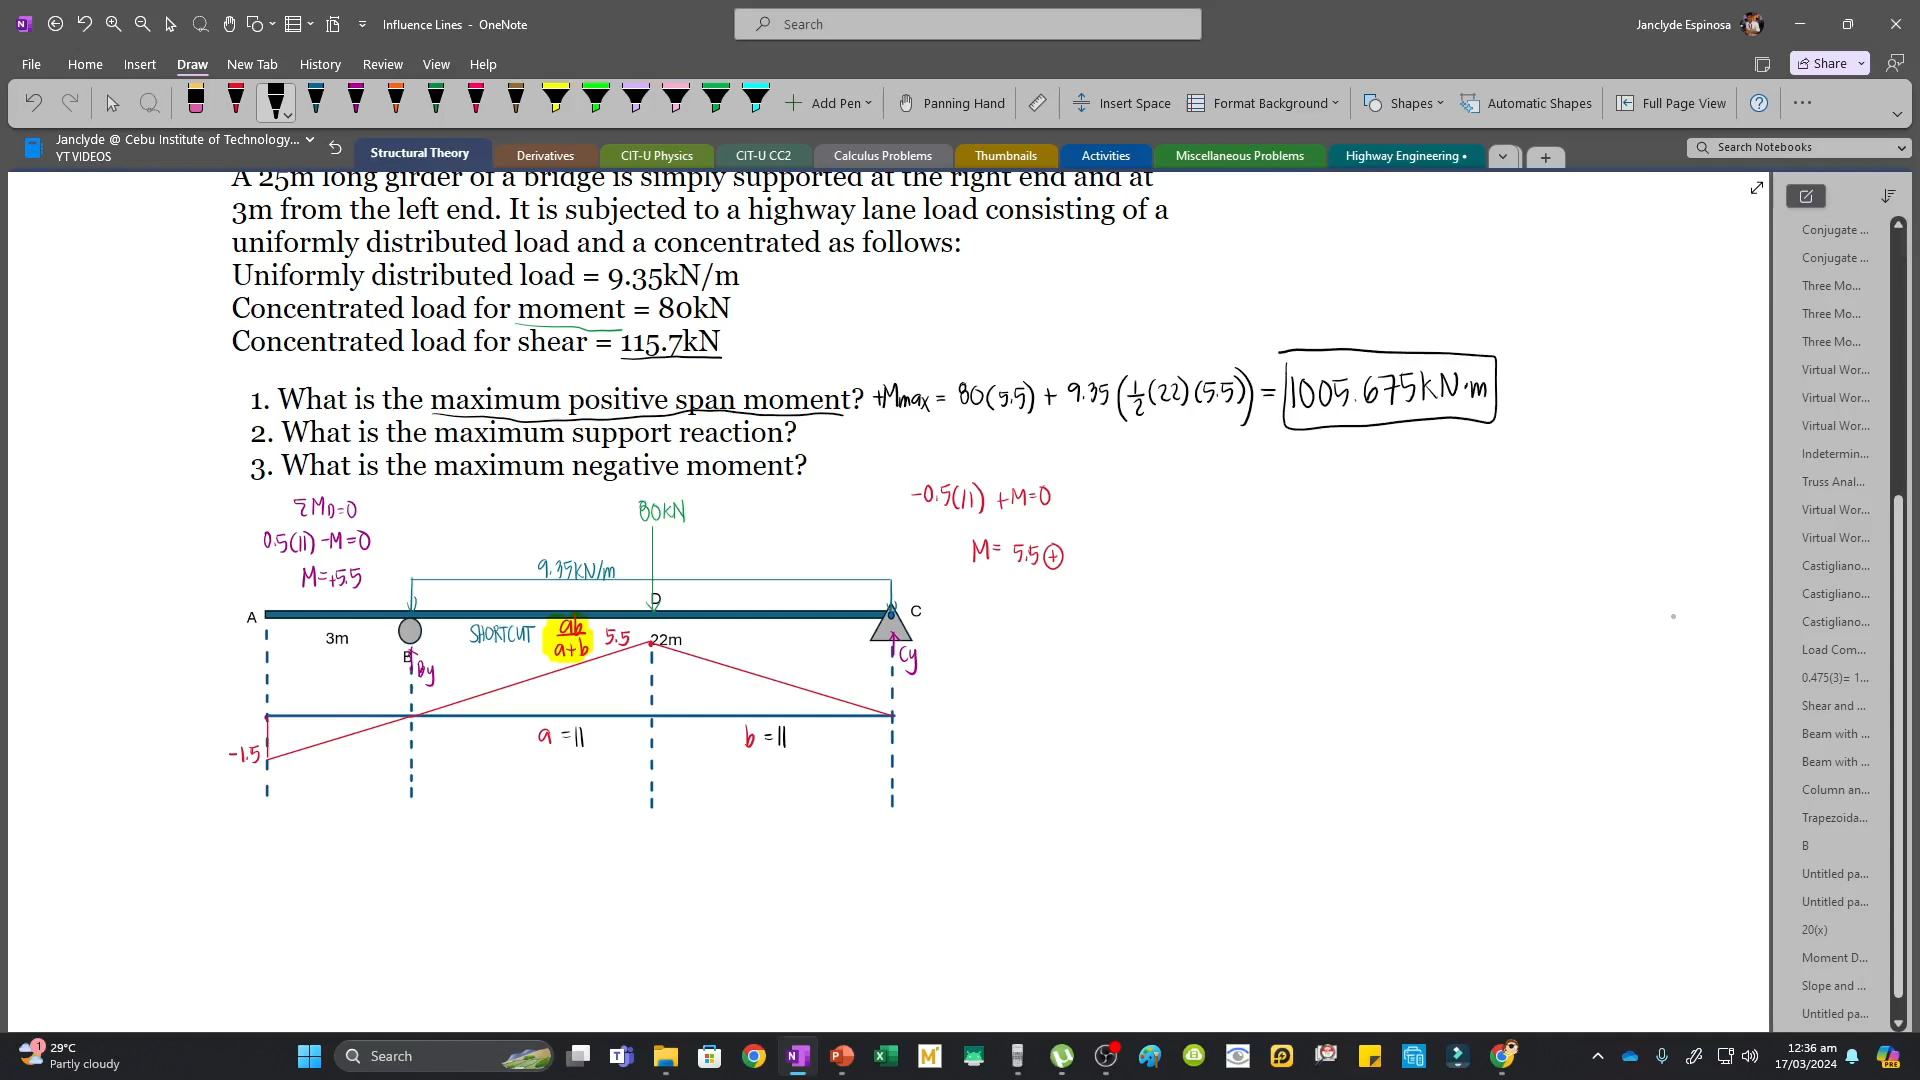 Influence Lines - OneNote
Search
Janclyde Espinosa
File Home Insert Draw New Tab History Review View Help
Share
Add Pen
Panning Hand
Insert Space
Format Background
Shapes
Automatic Shapes
Full Page View
Janclyde @ Cebu Institute of Technology...
YT VIDEOS
Structural Theory
Derivatives
CIT-U Physics
CIT-U CC2
Calculus Problems
Thumbnails
Activities
Miscellaneous Problems
Highway Engineering •
Search Notebooks
A 25m long girder of a bridge is simply supported at the right end and at
3m from the left end. It is subjected to a highway lane load consisting of a
uniformly distributed load and a concentrated as follows:
Uniformly distributed load = 9.35kN/m
Concentrated load for moment = 80kN
Concentrated load for shear = 115.7kN
1. What is the maximum positive span moment? +Mmax = 80(5.5) + 9.35(1/2(22)(5.5)) = 1005.675kN·m
2. What is the maximum support reaction?
3. What is the maximum negative moment?
ΣMD=0
0.5(11) -M=0
M=+5.5
80KN
-0.5(11) +M=0
M= 5.5 (+)
9.35KN/m
A
D
C
3m
SHORTCUT
ab/a+b
5.5
22m
B
By
Cy
-1.5
a =11
b =11
Conjugate ...
Conjugate ...
Three Mo...
Three Mo...
Three Mo...
Virtual Wor...
Virtual Wor...
Virtual Wor...
Indetermin...
Truss Anal...
Virtual Wor...
Virtual Wor...
Castigliano...
Castigliano...
Castigliano...
Load Com...
0.475(3)= 1...
Shear and ...
Beam with ...
Beam with ...
Column an...
Trapezoida...
B
Untitled pa...
Untitled pa...
20(x)
Moment D...
Slope and ...
Untitled pa...
1
29°C
Partly cloudy
Search
12:36 am
17/03/2024